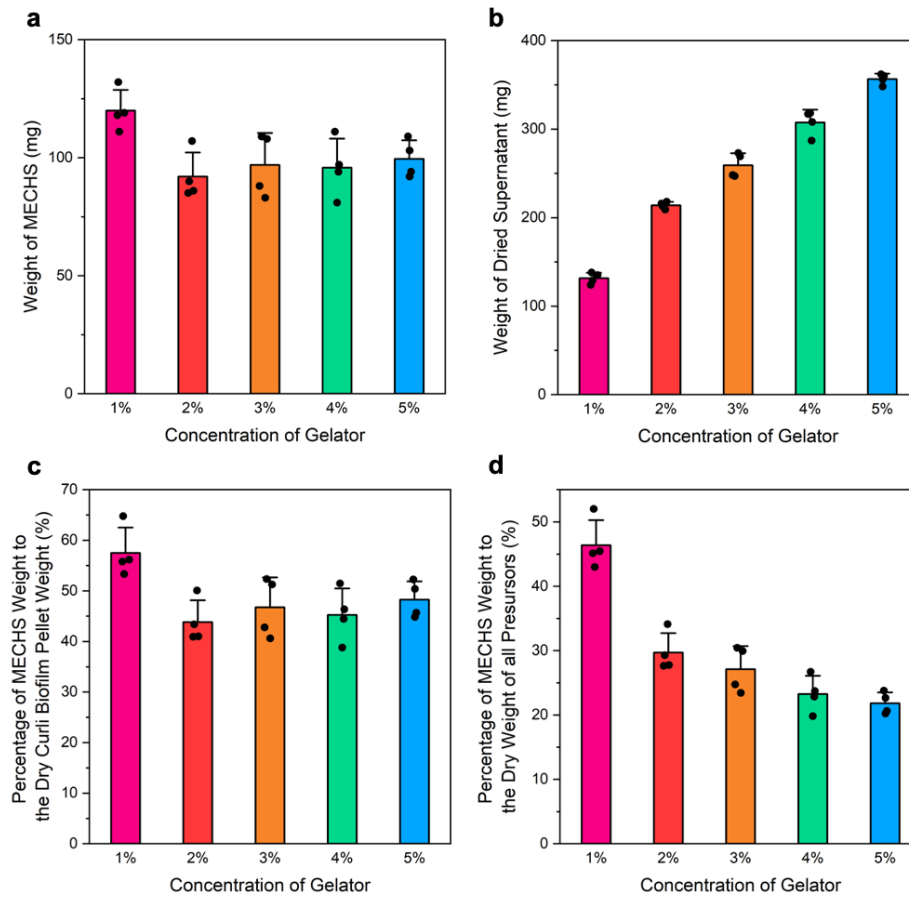 a
150
100
50
0
Weight of MECHS (mg)
1% 2% 3% 4% 5%
Concentration of Gelator
b
400
300
200
100
0
Weight of Dried Supernatant (mg)
1% 2% 3% 4% 5%
Concentration of Gelator
c
70
60
50
40
30
20
10
0
Percentage of MECHS Weight to
the Dry Curli Biofilm Pellet Weight (%)
1% 2% 3% 4% 5%
Concentration of Gelator
d
50
40
30
20
10
0
Percentage of MECHS Weight to
the Dry Weight of all Presursors (%)
1% 2% 3% 4% 5%
Concentration of Gelator